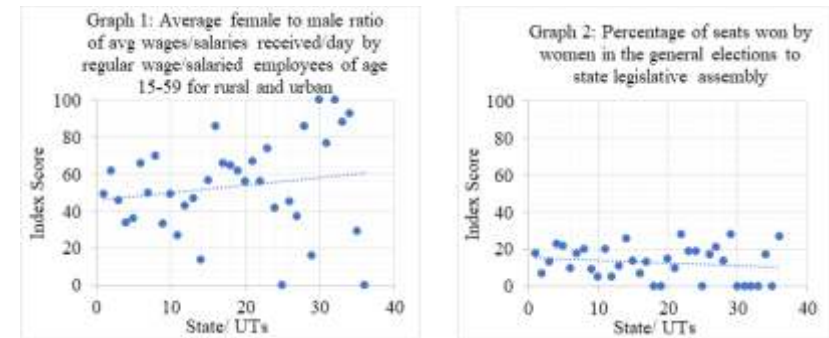 Graph 1: Average female to male ratio
of avg wages/salaries received/day by
regular wage/salaried employees of age
15-59 for rural and urban
100
80
60
40
20
0
Index Score
0 10 20 30 40
State/ UTs
Graph 2: Percentage of seats won by
women in the general elections to
state legislative assembly
100
80
60
40
20
0
Index Score
0 10 20 30 40
State/ UTs